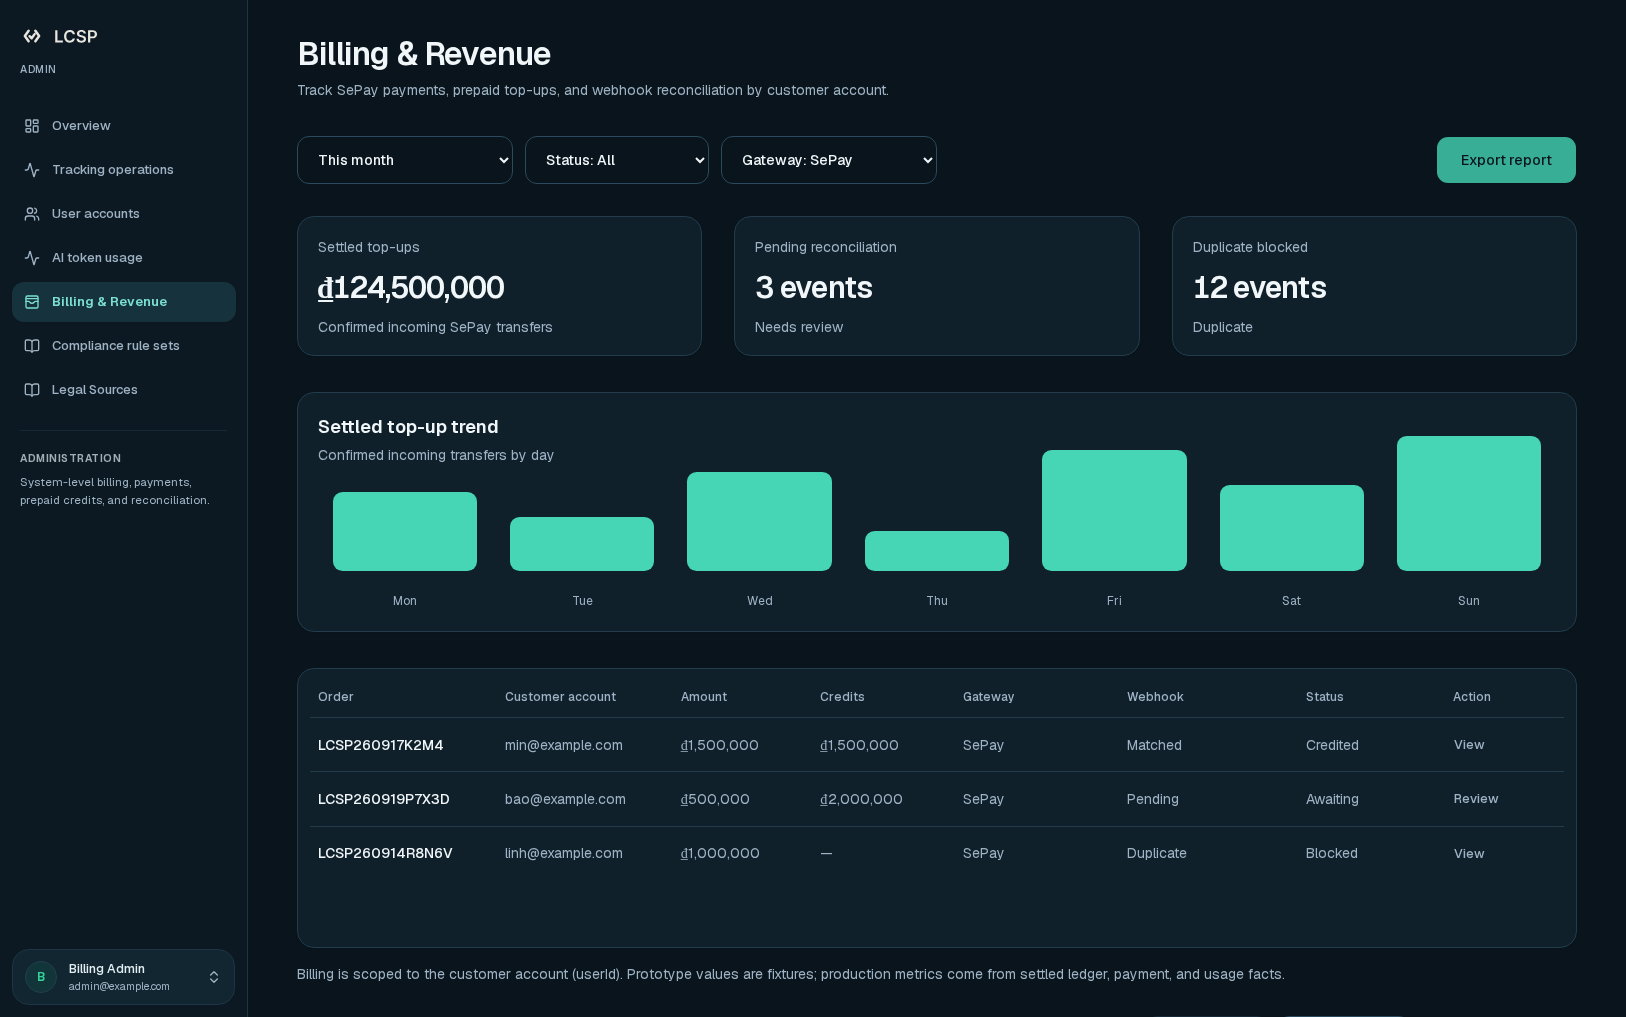 LCSP
ADMIN
Overview
Tracking operations
User accounts
AI token usage
Billing & Revenue
Compliance rule sets
Legal Sources
ADMINISTRATION
System-level billing, payments,
prepaid credits, and reconciliation.
B
Billing Admin
admin@example.com
Billing & Revenue
Track SePay payments, prepaid top-ups, and webhook reconciliation by customer account.
This month
Status: All
Gateway: SePay
Export report
Settled top-ups
₫124,500,000
Confirmed incoming SePay transfers
Pending reconciliation
3 events
Needs review
Duplicate blocked
12 events
Duplicate
Settled top-up trend
Confirmed incoming transfers by day
Mon Tue Wed Thu Fri Sat Sun
Order Customer account Amount Credits Gateway Webhook Status Action
LCSP260917K2M4 min@example.com ₫1,500,000 ₫1,500,000 SePay Matched Credited View
LCSP260919P7X3D bao@example.com ₫500,000 ₫2,000,000 SePay Pending Awaiting Review
LCSP260914R8N6V linh@example.com ₫1,000,000 — SePay Duplicate Blocked View
Billing is scoped to the customer account (userId). Prototype values are fixtures; production metrics come from settled ledger, payment, and usage facts.